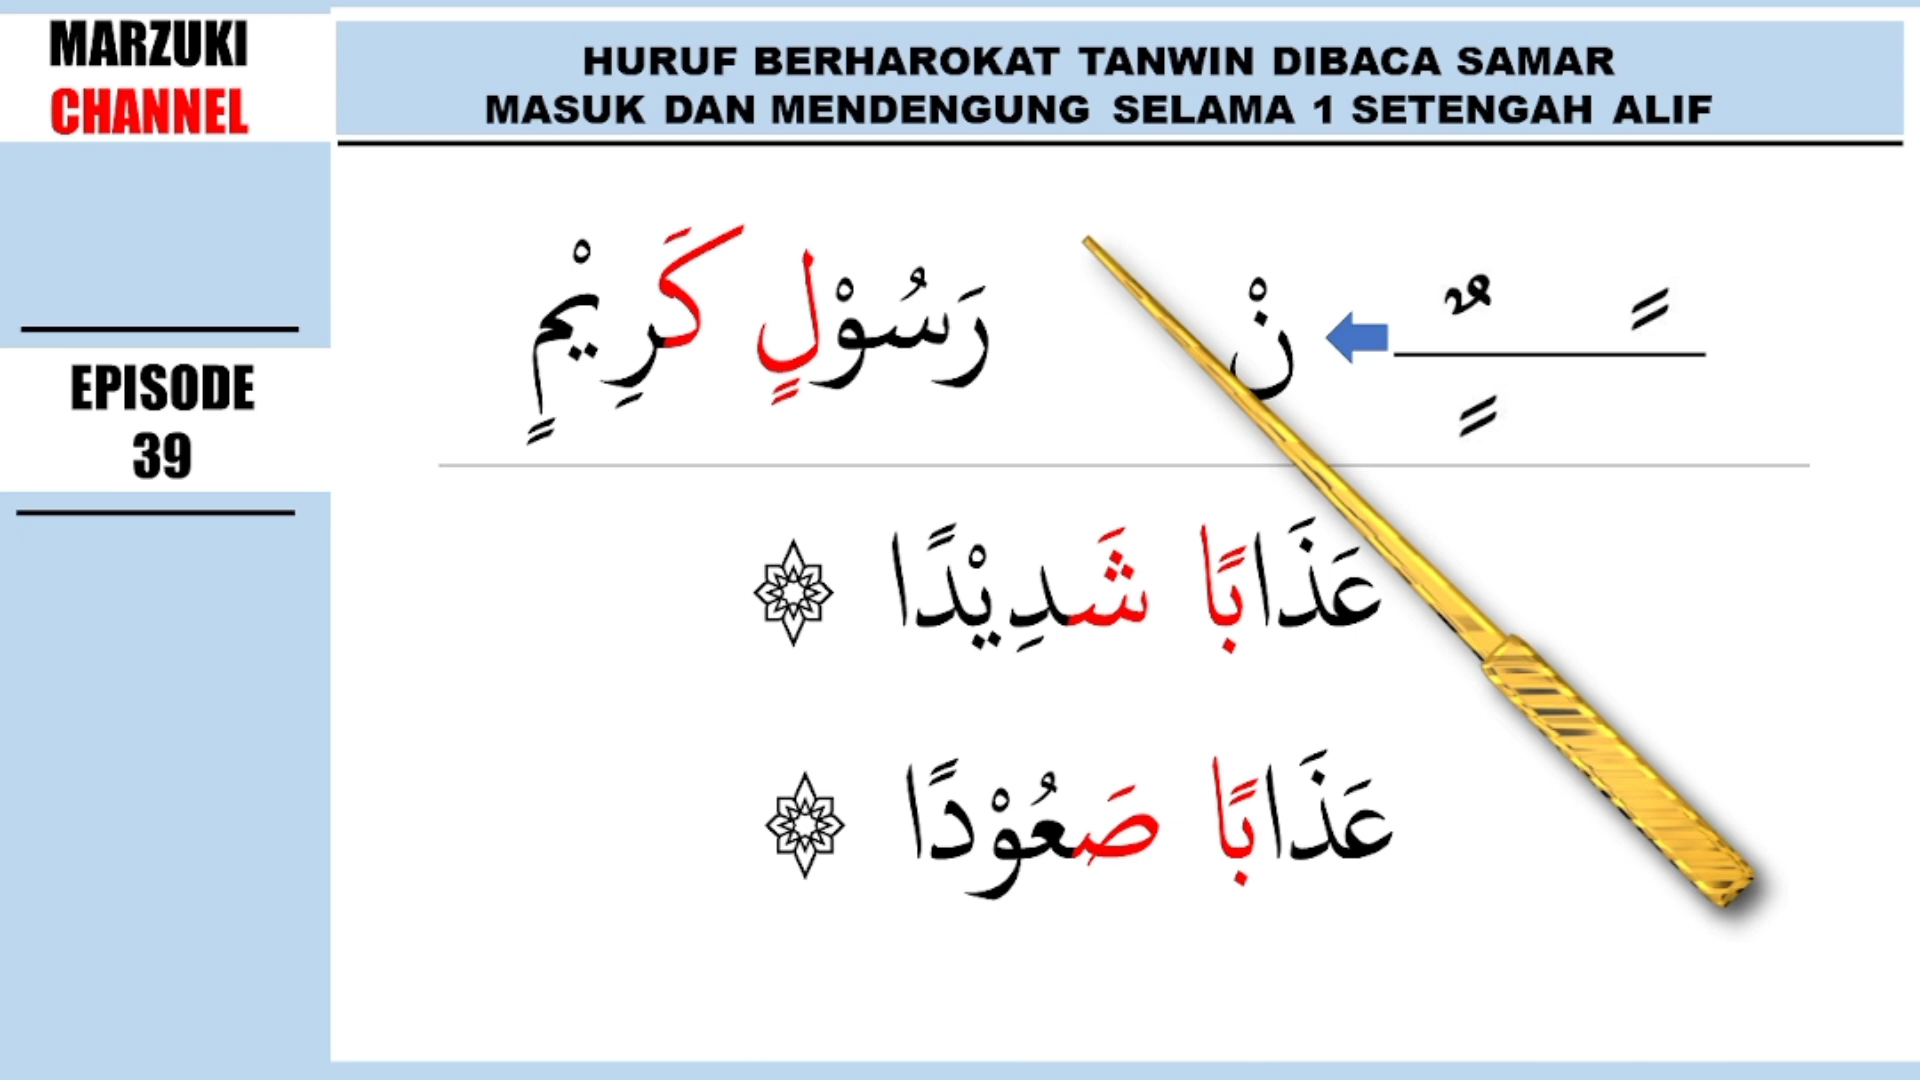 MARZUKI
CHANNEL
EPISODE
39
HURUF BERHAROKAT TANWIN DIBACA SAMAR
MASUK DAN MENDENGUNG SELAMA 1 SETENGAH ALIF
ـًـٌـٍ ← نْ رَسُوْلٍ كَرِيْمٍ
عَذَابًا شَدِيْدًا ۞
عَذَابًا صَعُوْدًا ۞